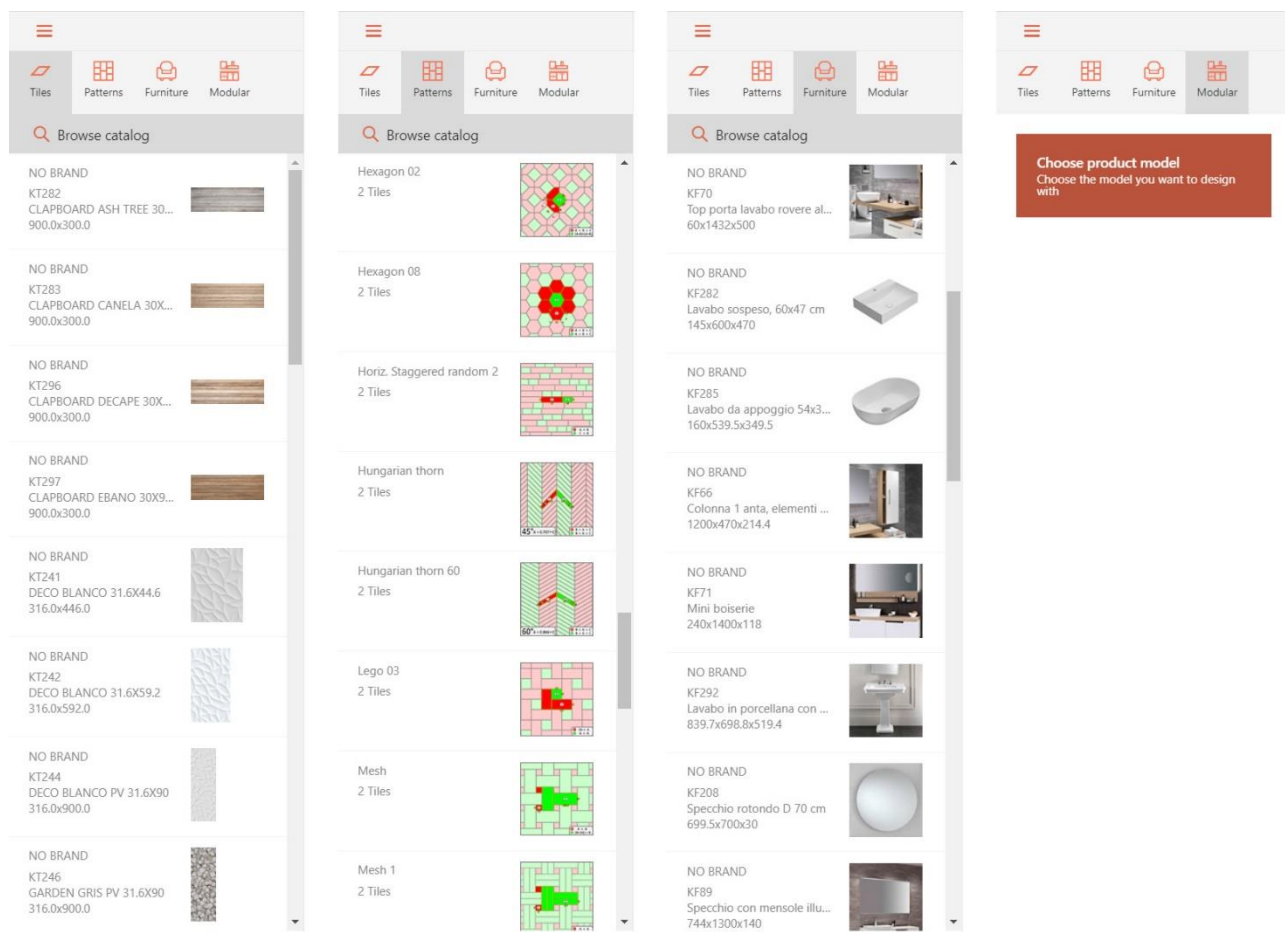 Tiles
Patterns
Furniture
Modular
Browse catalog
NO BRAND
KT282
CLAPBOARD ASH TREE 30...
900.0x300.0
NO BRAND
KT283
CLAPBOARD CANELA 30X...
900.0x300.0
NO BRAND
KT296
CLAPBOARD DECAPE 30X...
900.0x300.0
NO BRAND
KT297
CLAPBOARD EBANO 30X9...
900.0x300.0
NO BRAND
KT241
DECO BLANCO 31.6X44.6
316.0x446.0
NO BRAND
KT242
DECO BLANCO 31.6X59.2
316.0x592.0
NO BRAND
KT244
DECO BLANCO PV 31.6X90
316.0x900.0
NO BRAND
KT246
GARDEN GRIS PV 31.6X90
316.0x900.0
Tiles
Patterns
Furniture
Modular
Browse catalog
Hexagon 02
2 Tiles
Hexagon 08
2 Tiles
Horiz. Staggered random 2
2 Tiles
Hungarian thorn
2 Tiles
45°
Hungarian thorn 60
2 Tiles
60°
Lego 03
2 Tiles
Mesh
2 Tiles
Mesh 1
2 Tiles
Tiles
Patterns
Furniture
Modular
Browse catalog
NO BRAND
KF70
Top porta lavabo rovere al...
60x1432x500
NO BRAND
KF282
Lavabo sospeso, 60x47 cm
145x600x470
NO BRAND
KF285
Lavabo da appoggio 54x3...
160x539.5x349.5
NO BRAND
KF66
Colonna 1 anta, elementi ...
1200x470x214.4
NO BRAND
KF71
Mini boiserie
240x1400x118
NO BRAND
KF292
Lavabo in porcellana con ...
839.7x698.8x519.4
NO BRAND
KF208
Specchio rotondo D 70 cm
699.5x700x30
NO BRAND
KF89
Specchio con mensole illu...
744x1300x140
Tiles
Patterns
Furniture
Modular
Choose product model
Choose the model you want to design
with